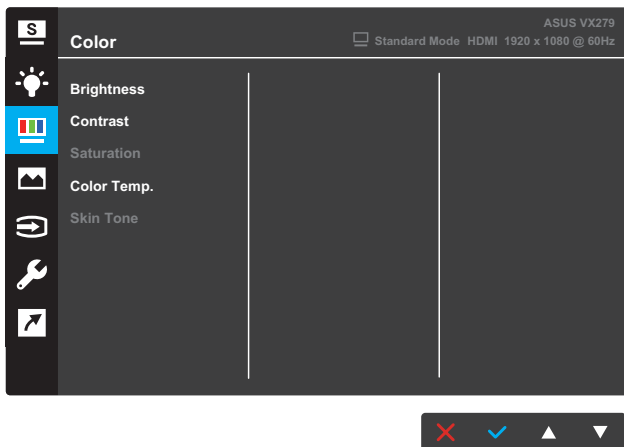 S
ASUS VX279
Color
Standard Mode HDMI 1920 x 1080 @ 60Hz
Brightness
Contrast
Saturation
Color Temp.
Skin Tone